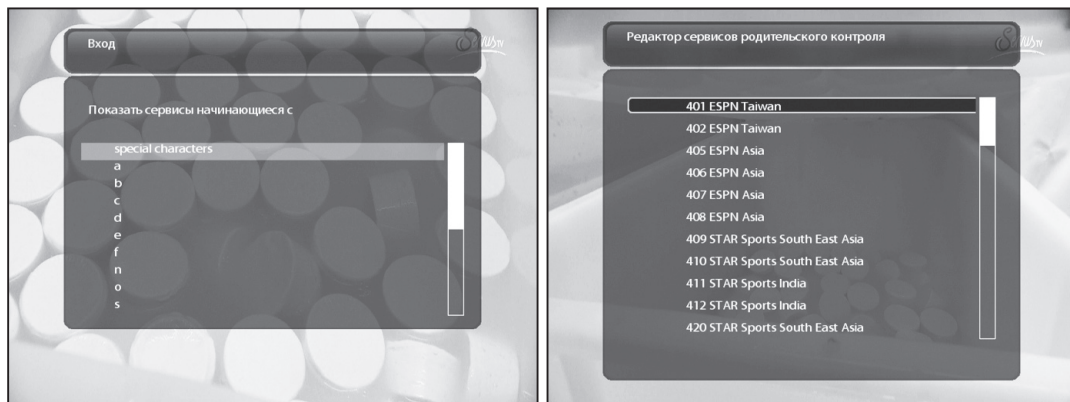 Вход
Показать сервисы начинающиеся с
special characters
a
b
c
d
e
f
n
o
s
Редактор сервисов родительского контроля
401 ESPN Taiwan
402 ESPN Taiwan
405 ESPN Asia
406 ESPN Asia
407 ESPN Asia
408 ESPN Asia
409 STAR Sports South East Asia
410 STAR Sports South East Asia
411 STAR Sports India
412 STAR Sports India
420 STAR Sports South East Asia